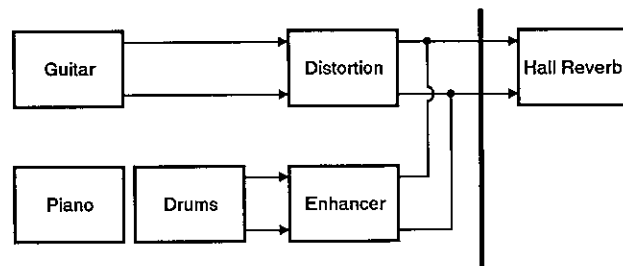 Guitar
Distortion
Hall Reverb
Piano
Drums
Enhancer